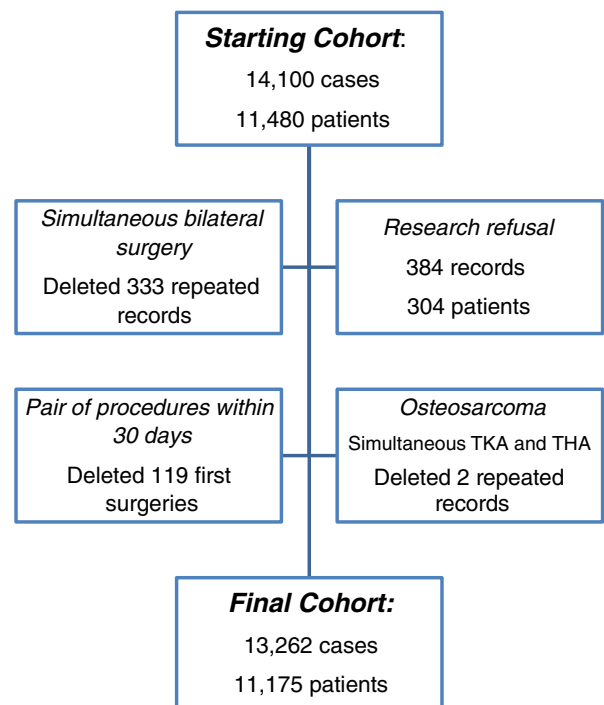 Starting Cohort:
14,100 cases
11,480 patients
Simultaneous bilateral
surgery
Deleted 333 repeated
records
Research refusal
384 records
304 patients
Pair of procedures within
30 days
Deleted 119 first
surgeries
Osteosarcoma
Simultaneous TKA and THA
Deleted 2 repeated
records
Final Cohort:
13,262 cases
11,175 patients